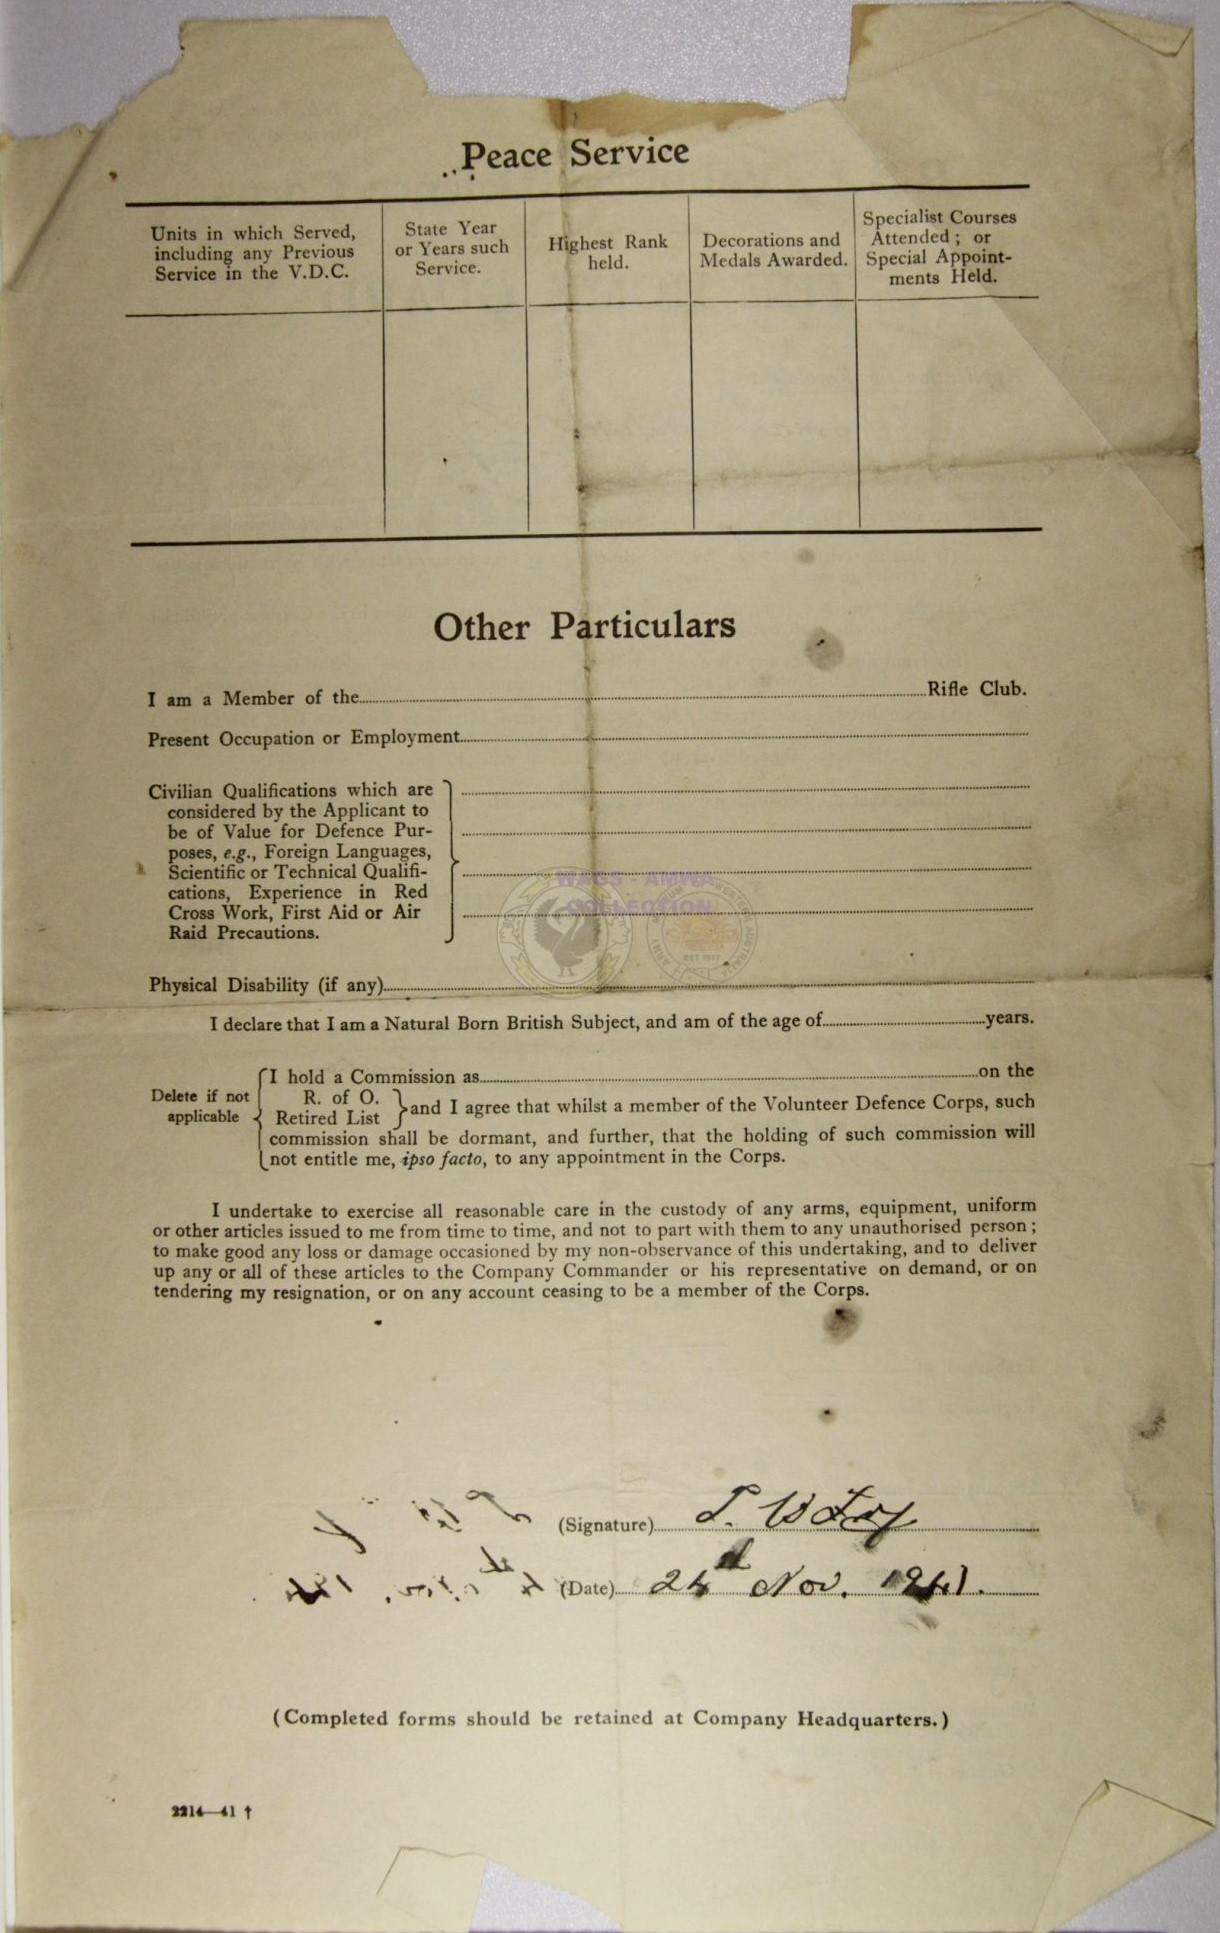 Peace Service
Units in which Served, including any Previous Service in the V.D.C.
State Year or Years such Service.
Highest Rank held.
Decorations and Medals Awarded.
Specialist Courses Attended ; or Special Appoint-ments Held.
Other Particulars
I am a Member of the Rifle Club.
Present Occupation or Employment
Civilian Qualifications which are
considered by the Applicant to
be of Value for Defence Pur-
poses, e.g., Foreign Languages,
Scientific or Technical Qualifi-
cations, Experience in Red
Cross Work, First Aid or Air
Raid Precautions.
WAGS - AMWA
COLLECTION
Physical Disability (if any)
I declare that I am a Natural Born British Subject, and am of the age of years.
I hold a Commission as on the
Delete if not applicable
R. of O.
Retired List
and I agree that whilst a member of the Volunteer Defence Corps, such
commission shall be dormant, and further, that the holding of such commission will
not entitle me, ipso facto, to any appointment in the Corps.
I undertake to exercise all reasonable care in the custody of any arms, equipment, uniform
or other articles issued to me from time to time, and not to part with them to any unauthorised person ;
to make good any loss or damage occasioned by my non-observance of this undertaking, and to deliver
up any or all of these articles to the Company Commander or his representative on demand, or on
tendering my resignation, or on any account ceasing to be a member of the Corps.
(Signature)
(Date) 24 Nov. 1941.
(Completed forms should be retained at Company Headquarters.)
2214—41 †